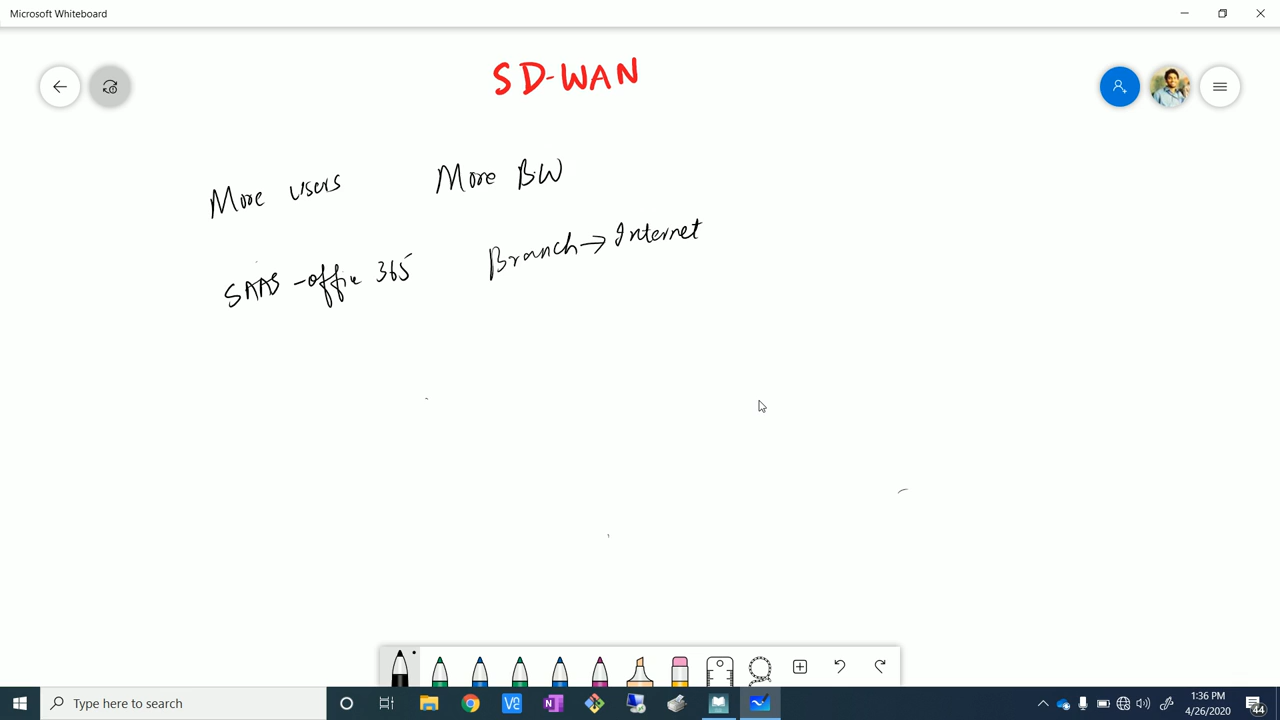 Microsoft Whiteboard
SD-WAN
More users More BW
SAAS - offie 365 Branch → Internet
Type here to search
1:36 PM
4/26/2020
44